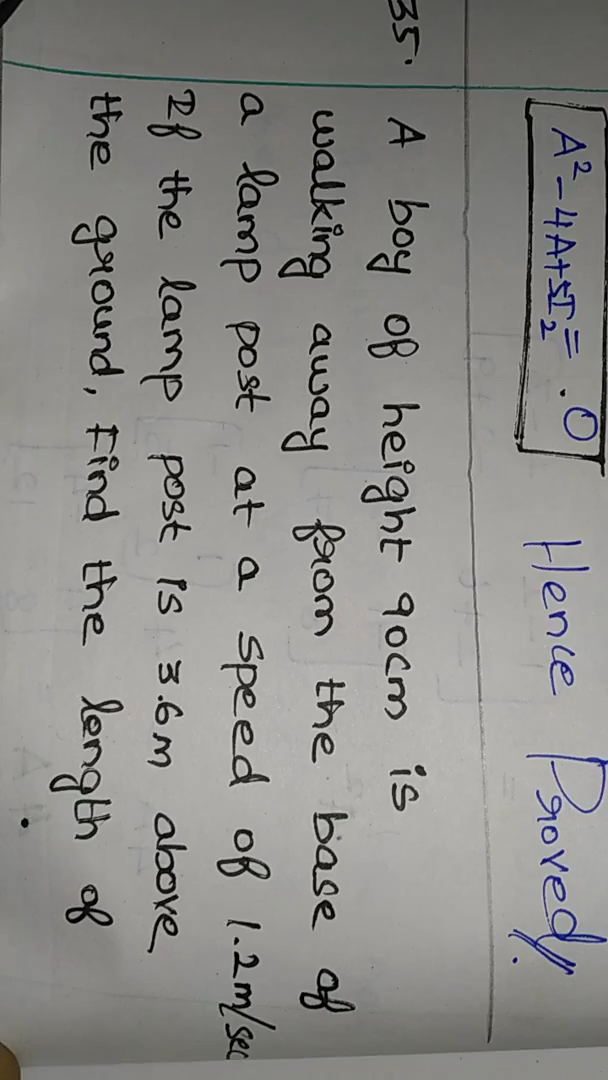 A²-4A+5I₂=.0 Hence Proved
35. A boy of height 90cm is
walking away from the base of
a lamp post at a speed of 1.2m/sec
If the lamp post is 3.6m above
the ground, Find the length of